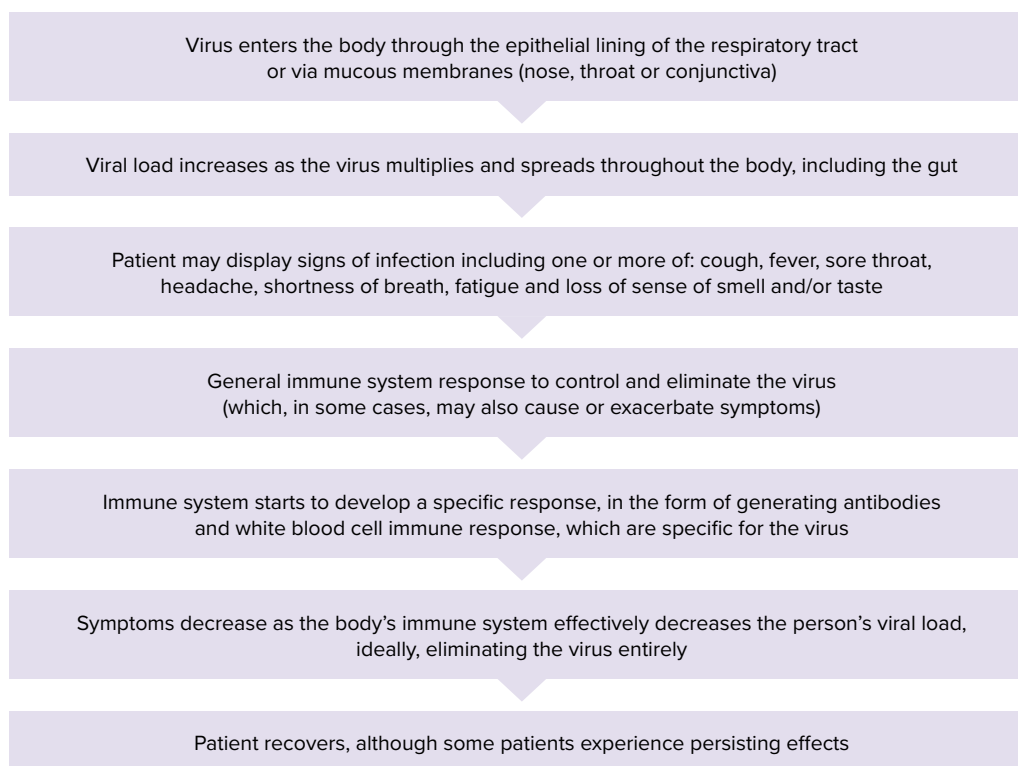 Virus enters the body through the epithelial lining of the respiratory tract
or via mucous membranes (nose, throat or conjunctiva)
Viral load increases as the virus multiplies and spreads throughout the body, including the gut
Patient may display signs of infection including one or more of: cough, fever, sore throat,
headache, shortness of breath, fatigue and loss of sense of smell and/or taste
General immune system response to control and eliminate the virus
(which, in some cases, may also cause or exacerbate symptoms)
Immune system starts to develop a specific response, in the form of generating antibodies
and white blood cell immune response, which are specific for the virus
Symptoms decrease as the body’s immune system effectively decreases the person’s viral load,
ideally, eliminating the virus entirely
Patient recovers, although some patients experience persisting effects